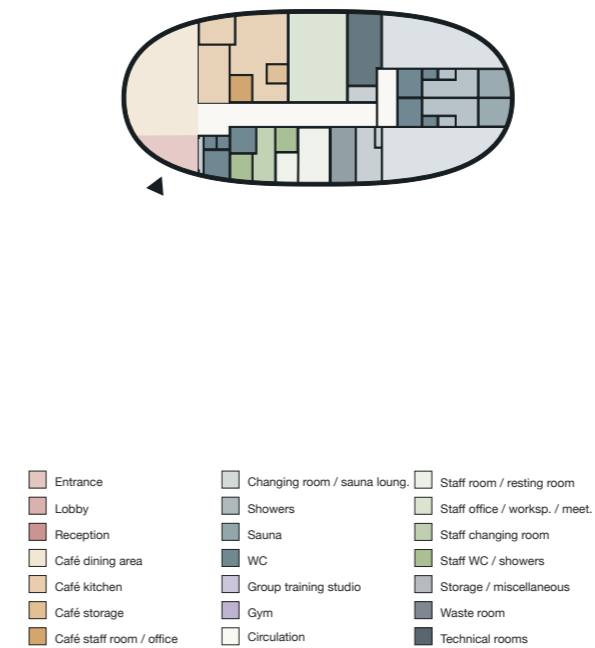 Entrance
Lobby
Reception
Café dining area
Café kitchen
Café storage
Café staff room / office
Changing room / sauna loung.
Showers
Sauna
WC
Group training studio
Gym
Circulation
Staff room / resting room
Staff office / worksp. / meet.
Staff changing room
Staff WC / showers
Storage / miscellaneous
Waste room
Technical rooms